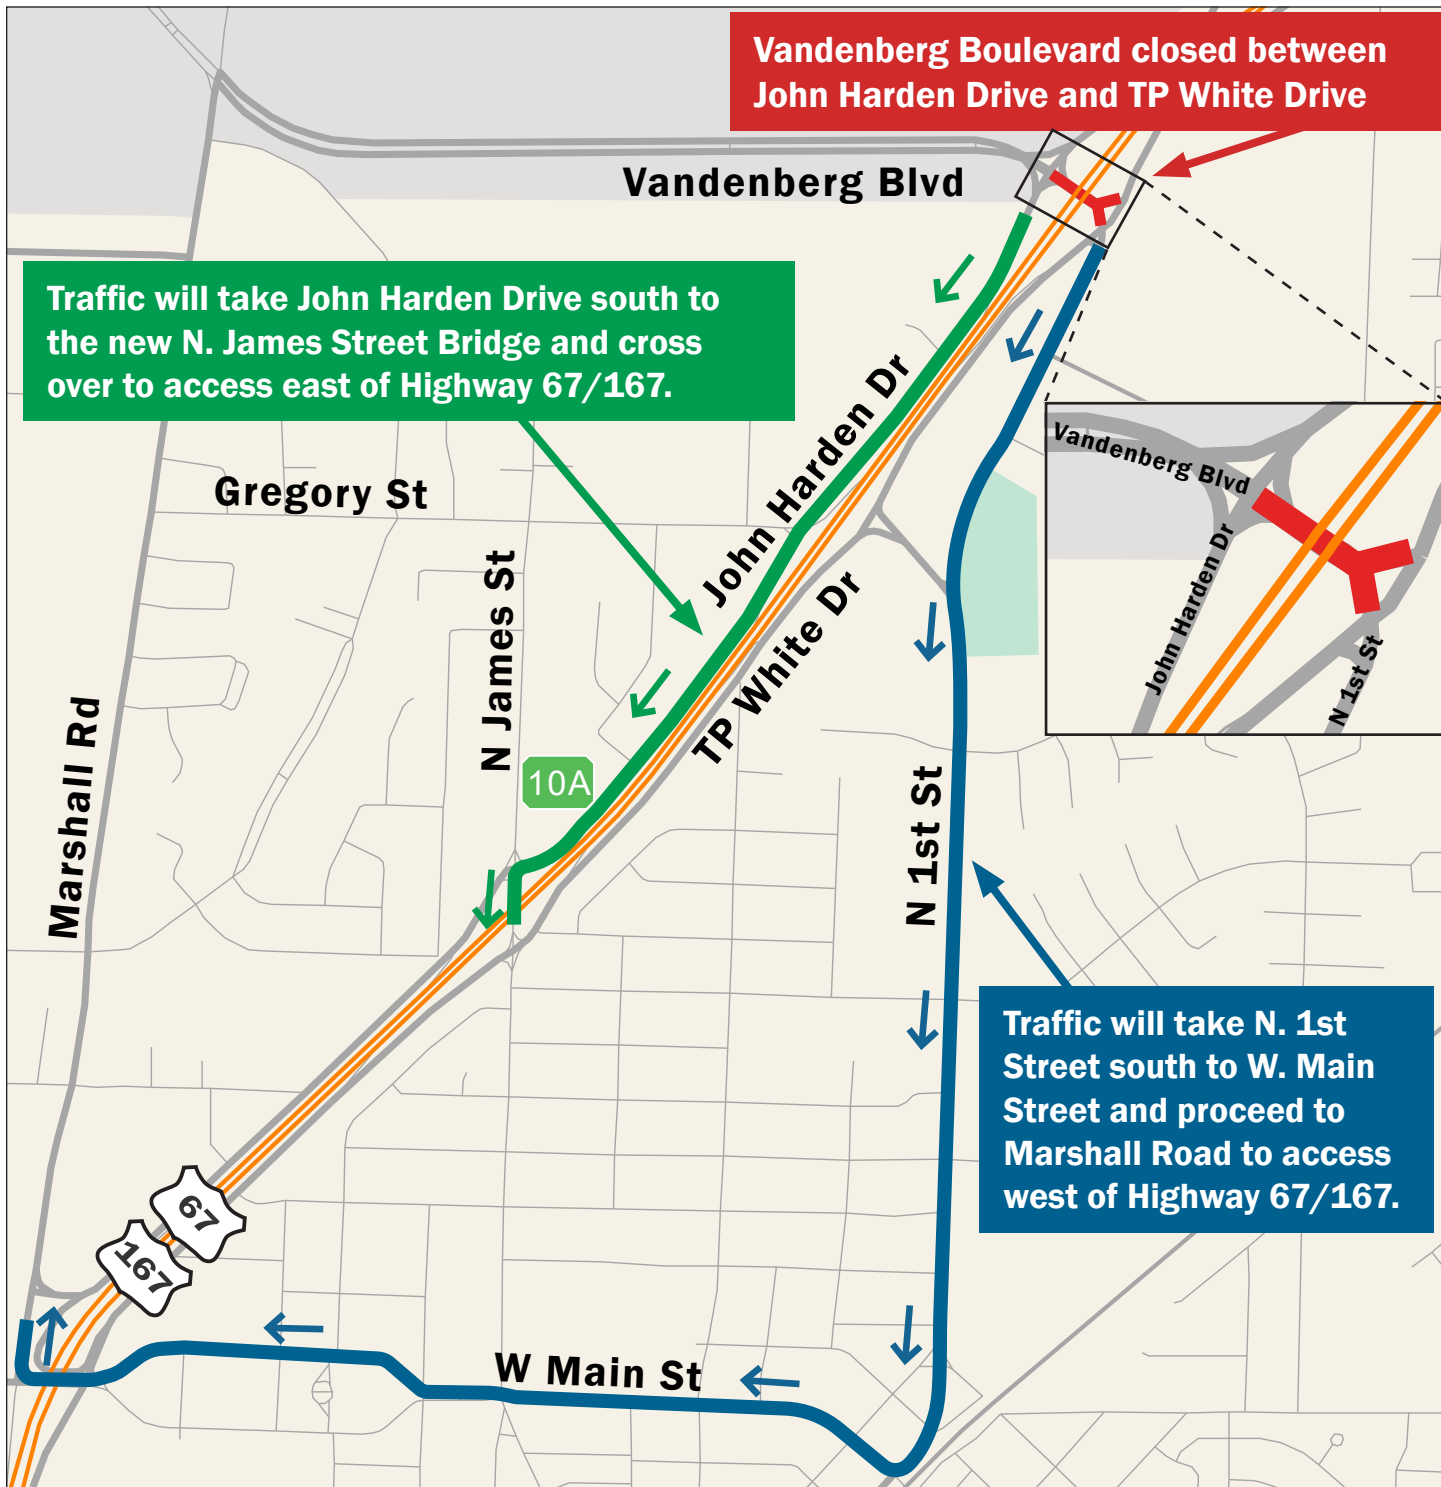 Vandenberg Boulevard closed between
John Harden Drive and TP White Drive
Vandenberg Blvd
Traffic will take John Harden Drive south to
the new N. James Street Bridge and cross
over to access east of Highway 67/167.
John Harden Dr
Vandenberg Blvd
Gregory St
John Harden Dr
N James St
TP White Dr
N 1st St
Marshall Rd
10A
N 1st St
Traffic will take N. 1st
Street south to W. Main
Street and proceed to
Marshall Road to access
west of Highway 67/167.
67
167
W Main St